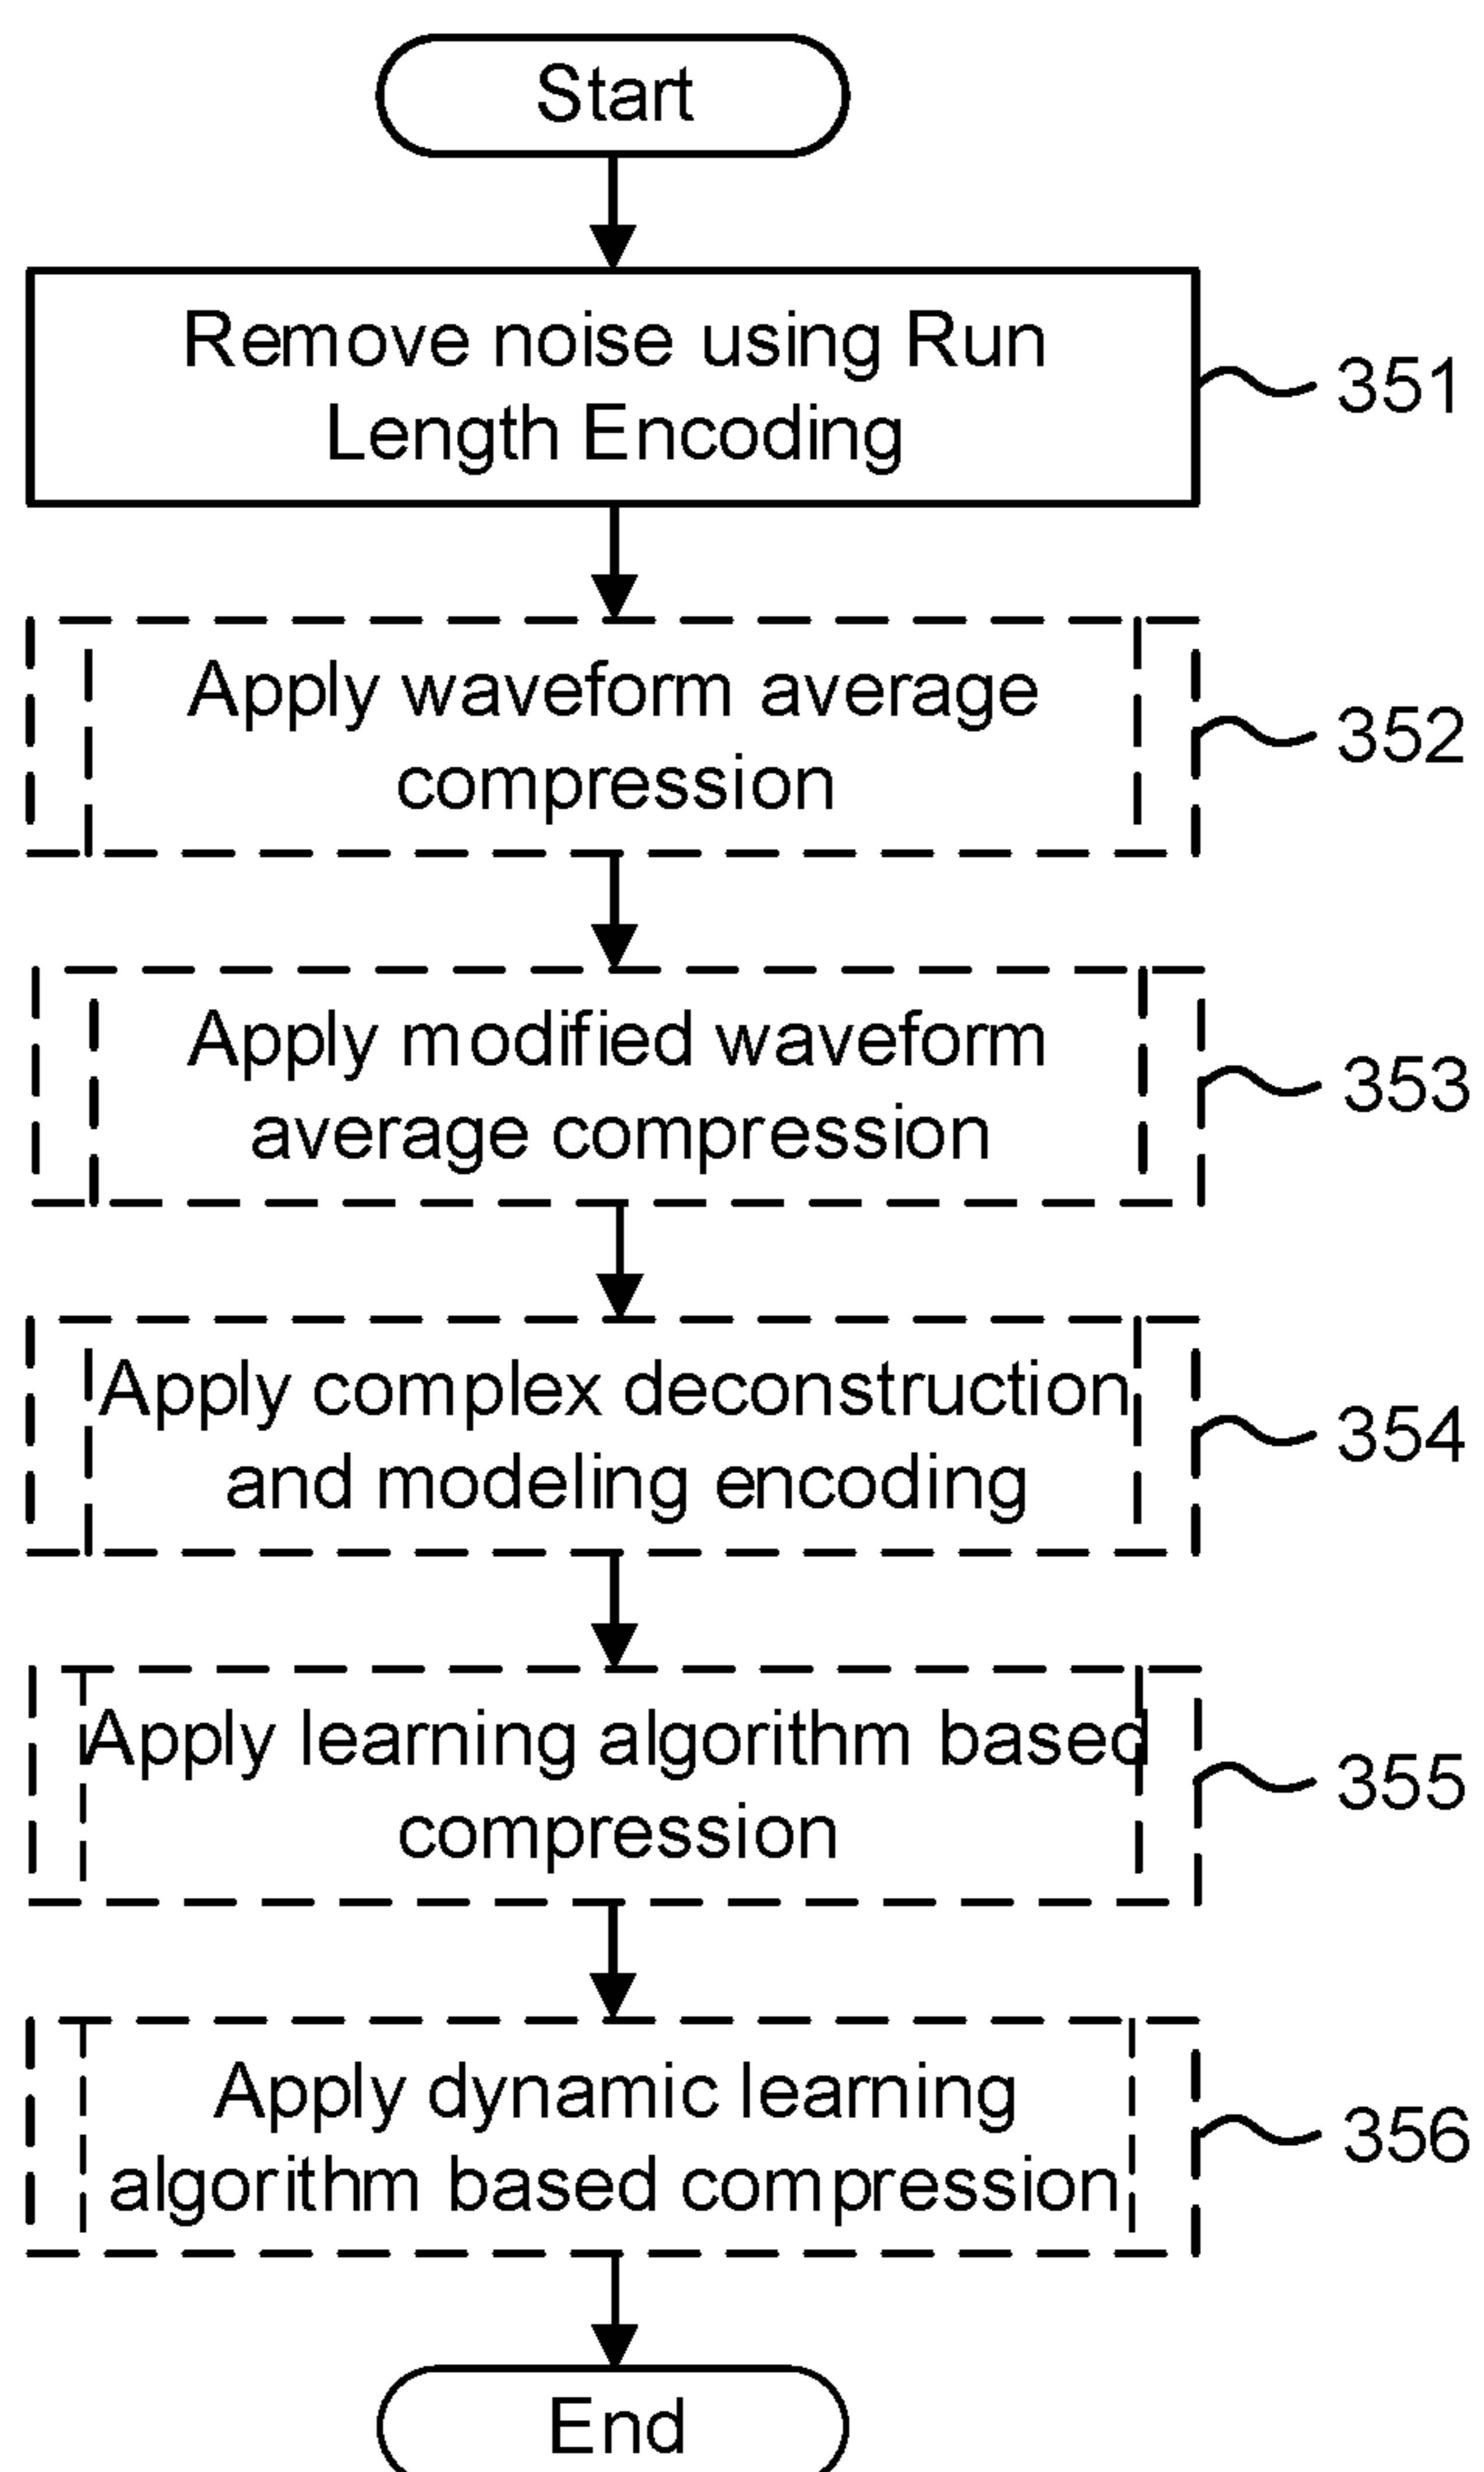 Start
Remove noise using Run
Length Encoding
351
Apply waveform average
compression
352
Apply modified waveform
average compression
353
Apply complex deconstruction
and modeling encoding
354
Apply learning algorithm based
compression
355
Apply dynamic learning
algorithm based compression
356
End